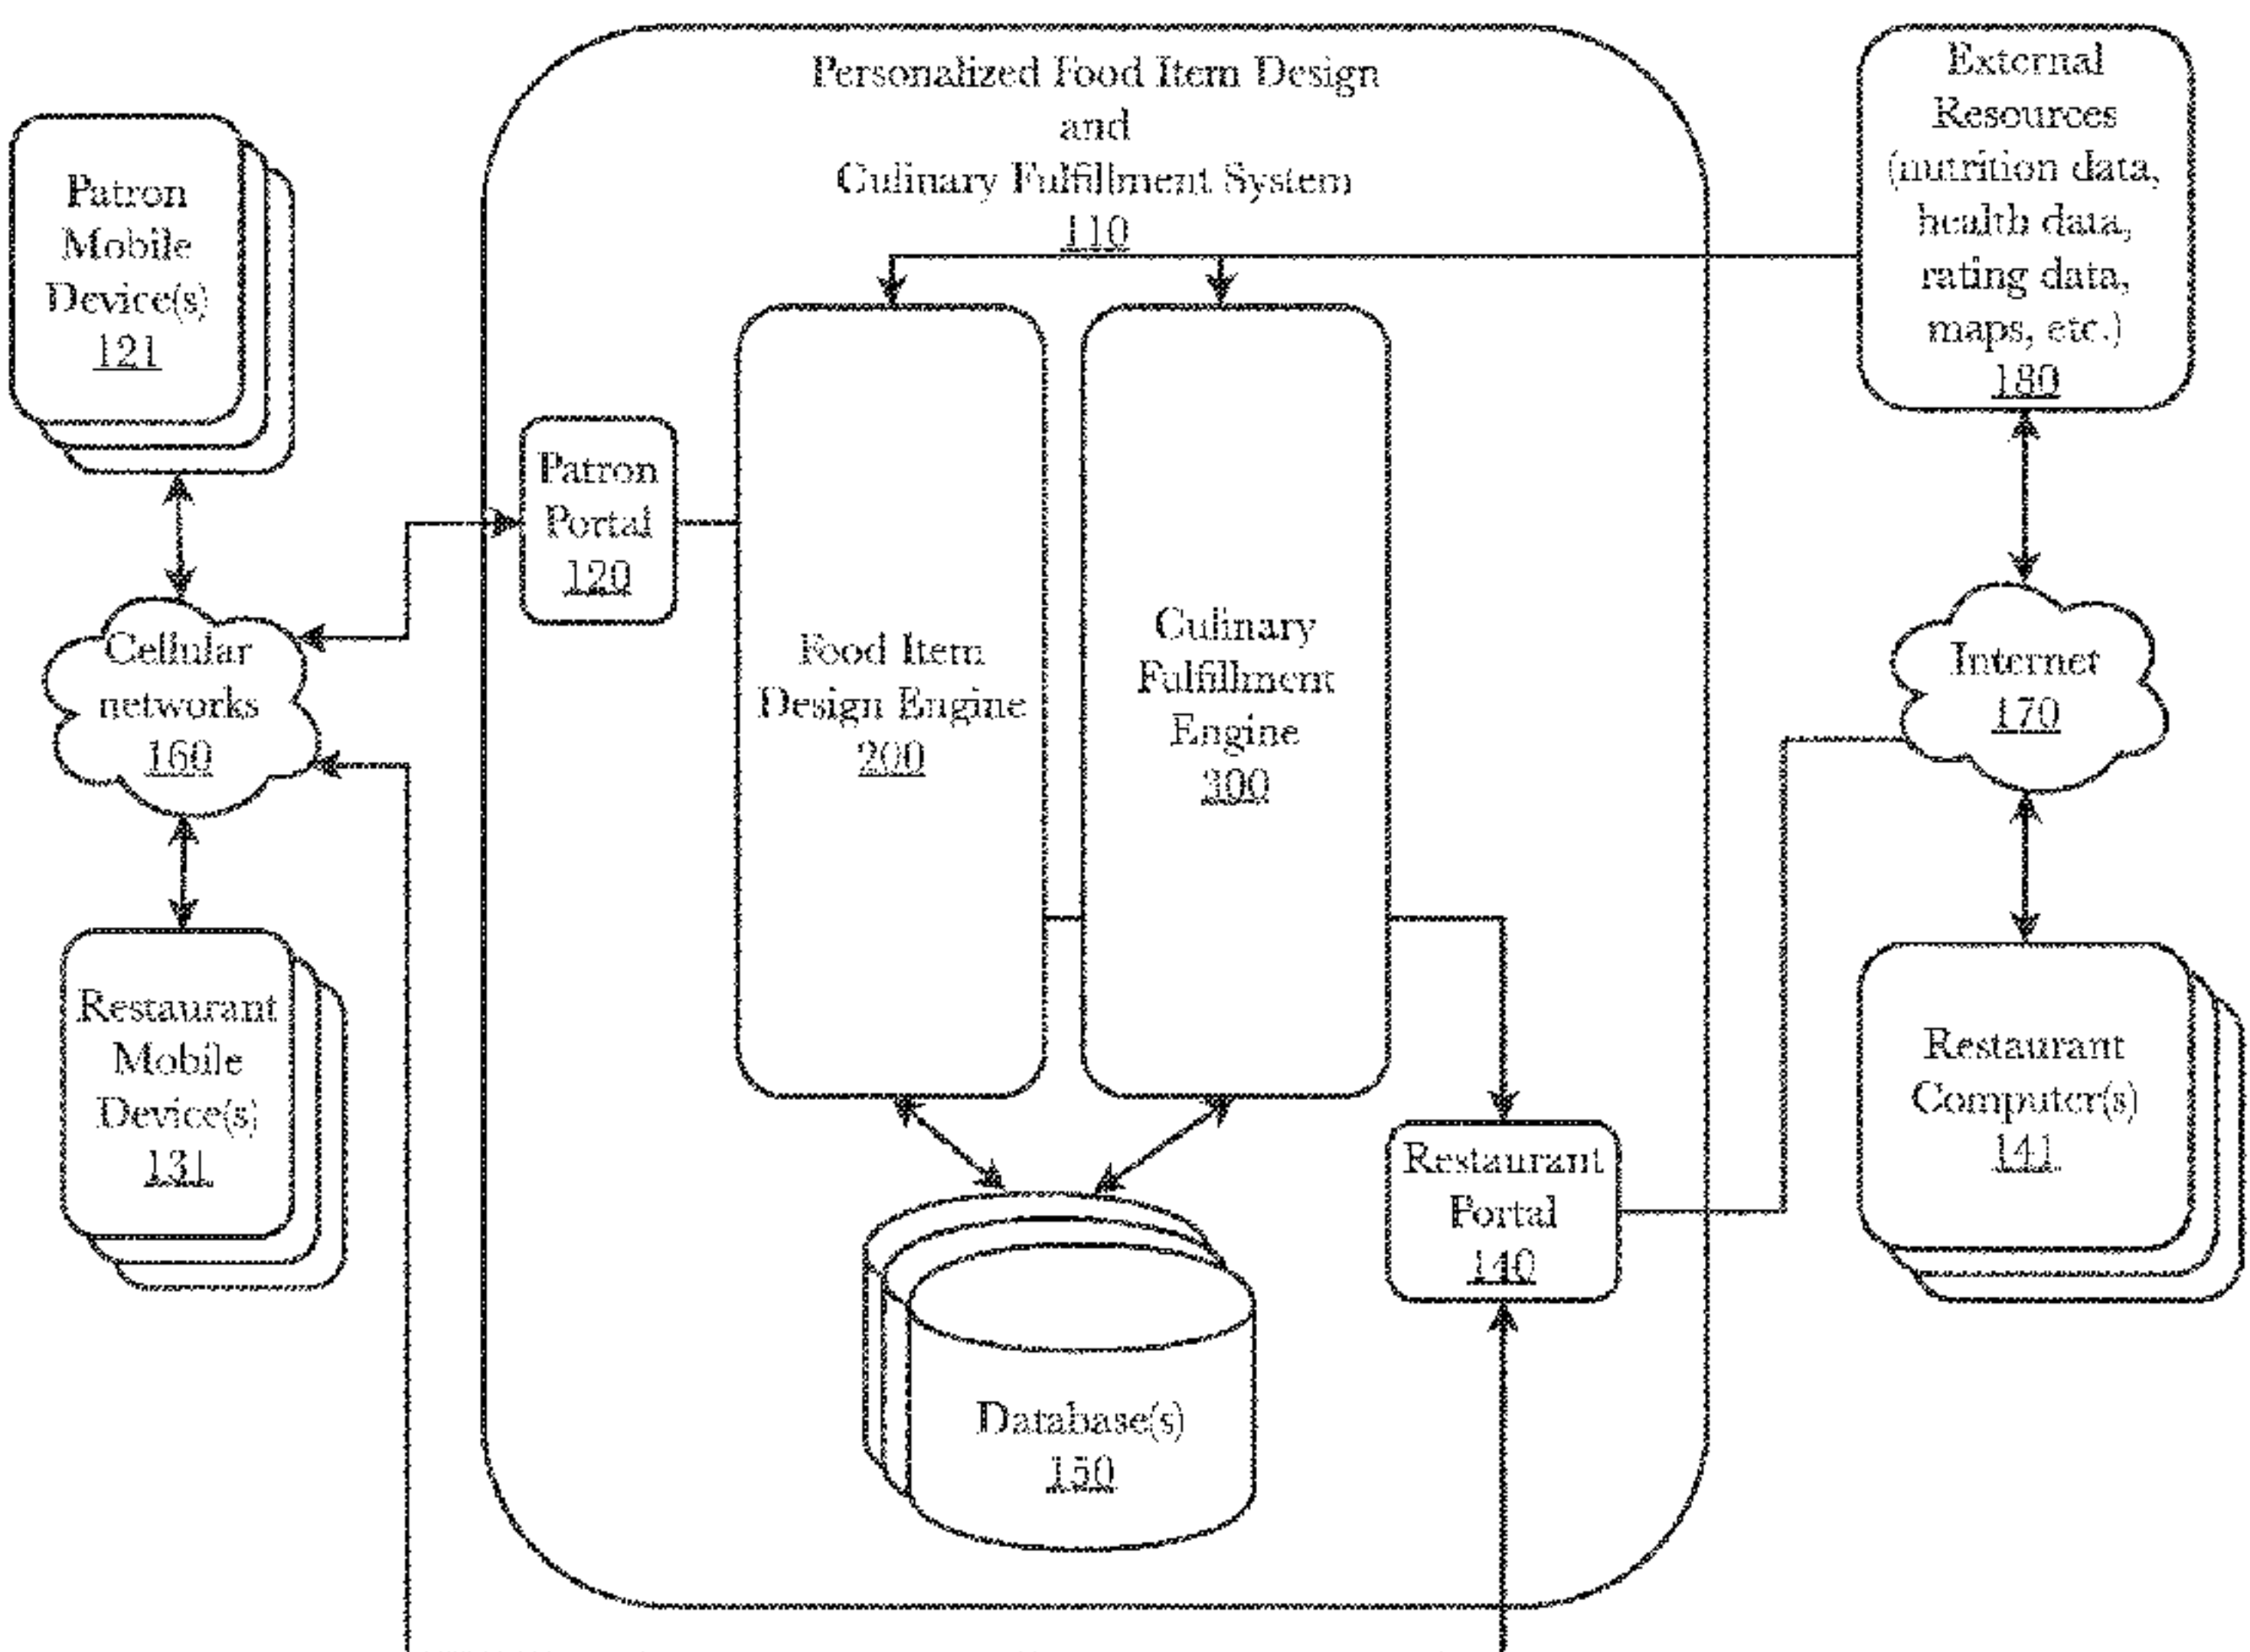 Personalized Food Item Design
and
Culinary Fulfillment System
110
External
Resources
(nutrition data,
health data,
rating data,
maps, etc.)
180
Patron
Mobile
Device(s)
121
Patron
Portal
120
Cellular
networks
160
Food Item
Design Engine
200
Culinary
Fulfillment
Engine
300
Internet
170
Restaurant
Mobile
Device(s)
131
Restaurant
Computer(s)
141
Restaurant
Portal
140
Database(s)
150